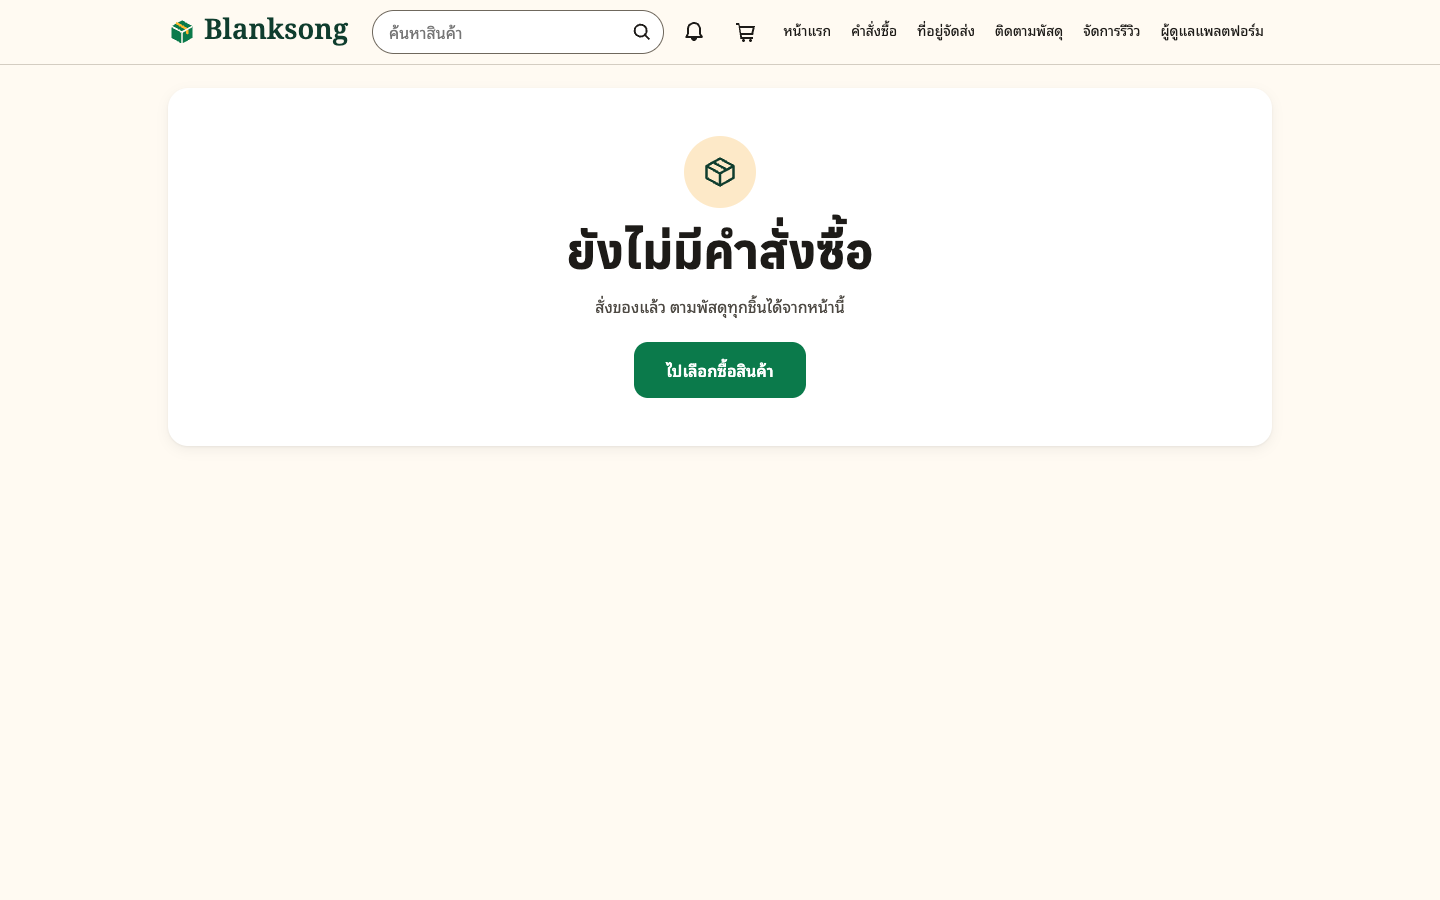 Blanksong
ค้นหาสินค้า
หน้าแรก
คำสั่งซื้อ
ที่อยู่จัดส่ง
ติดตามพัสดุ
จัดการรีวิว
ผู้ดูแลแพลตฟอร์ม
ยังไม่มีคำสั่งซื้อ
สั่งของแล้ว ตามพัสดุทุกชิ้นได้จากหน้านี้
ไปเลือกซื้อสินค้า